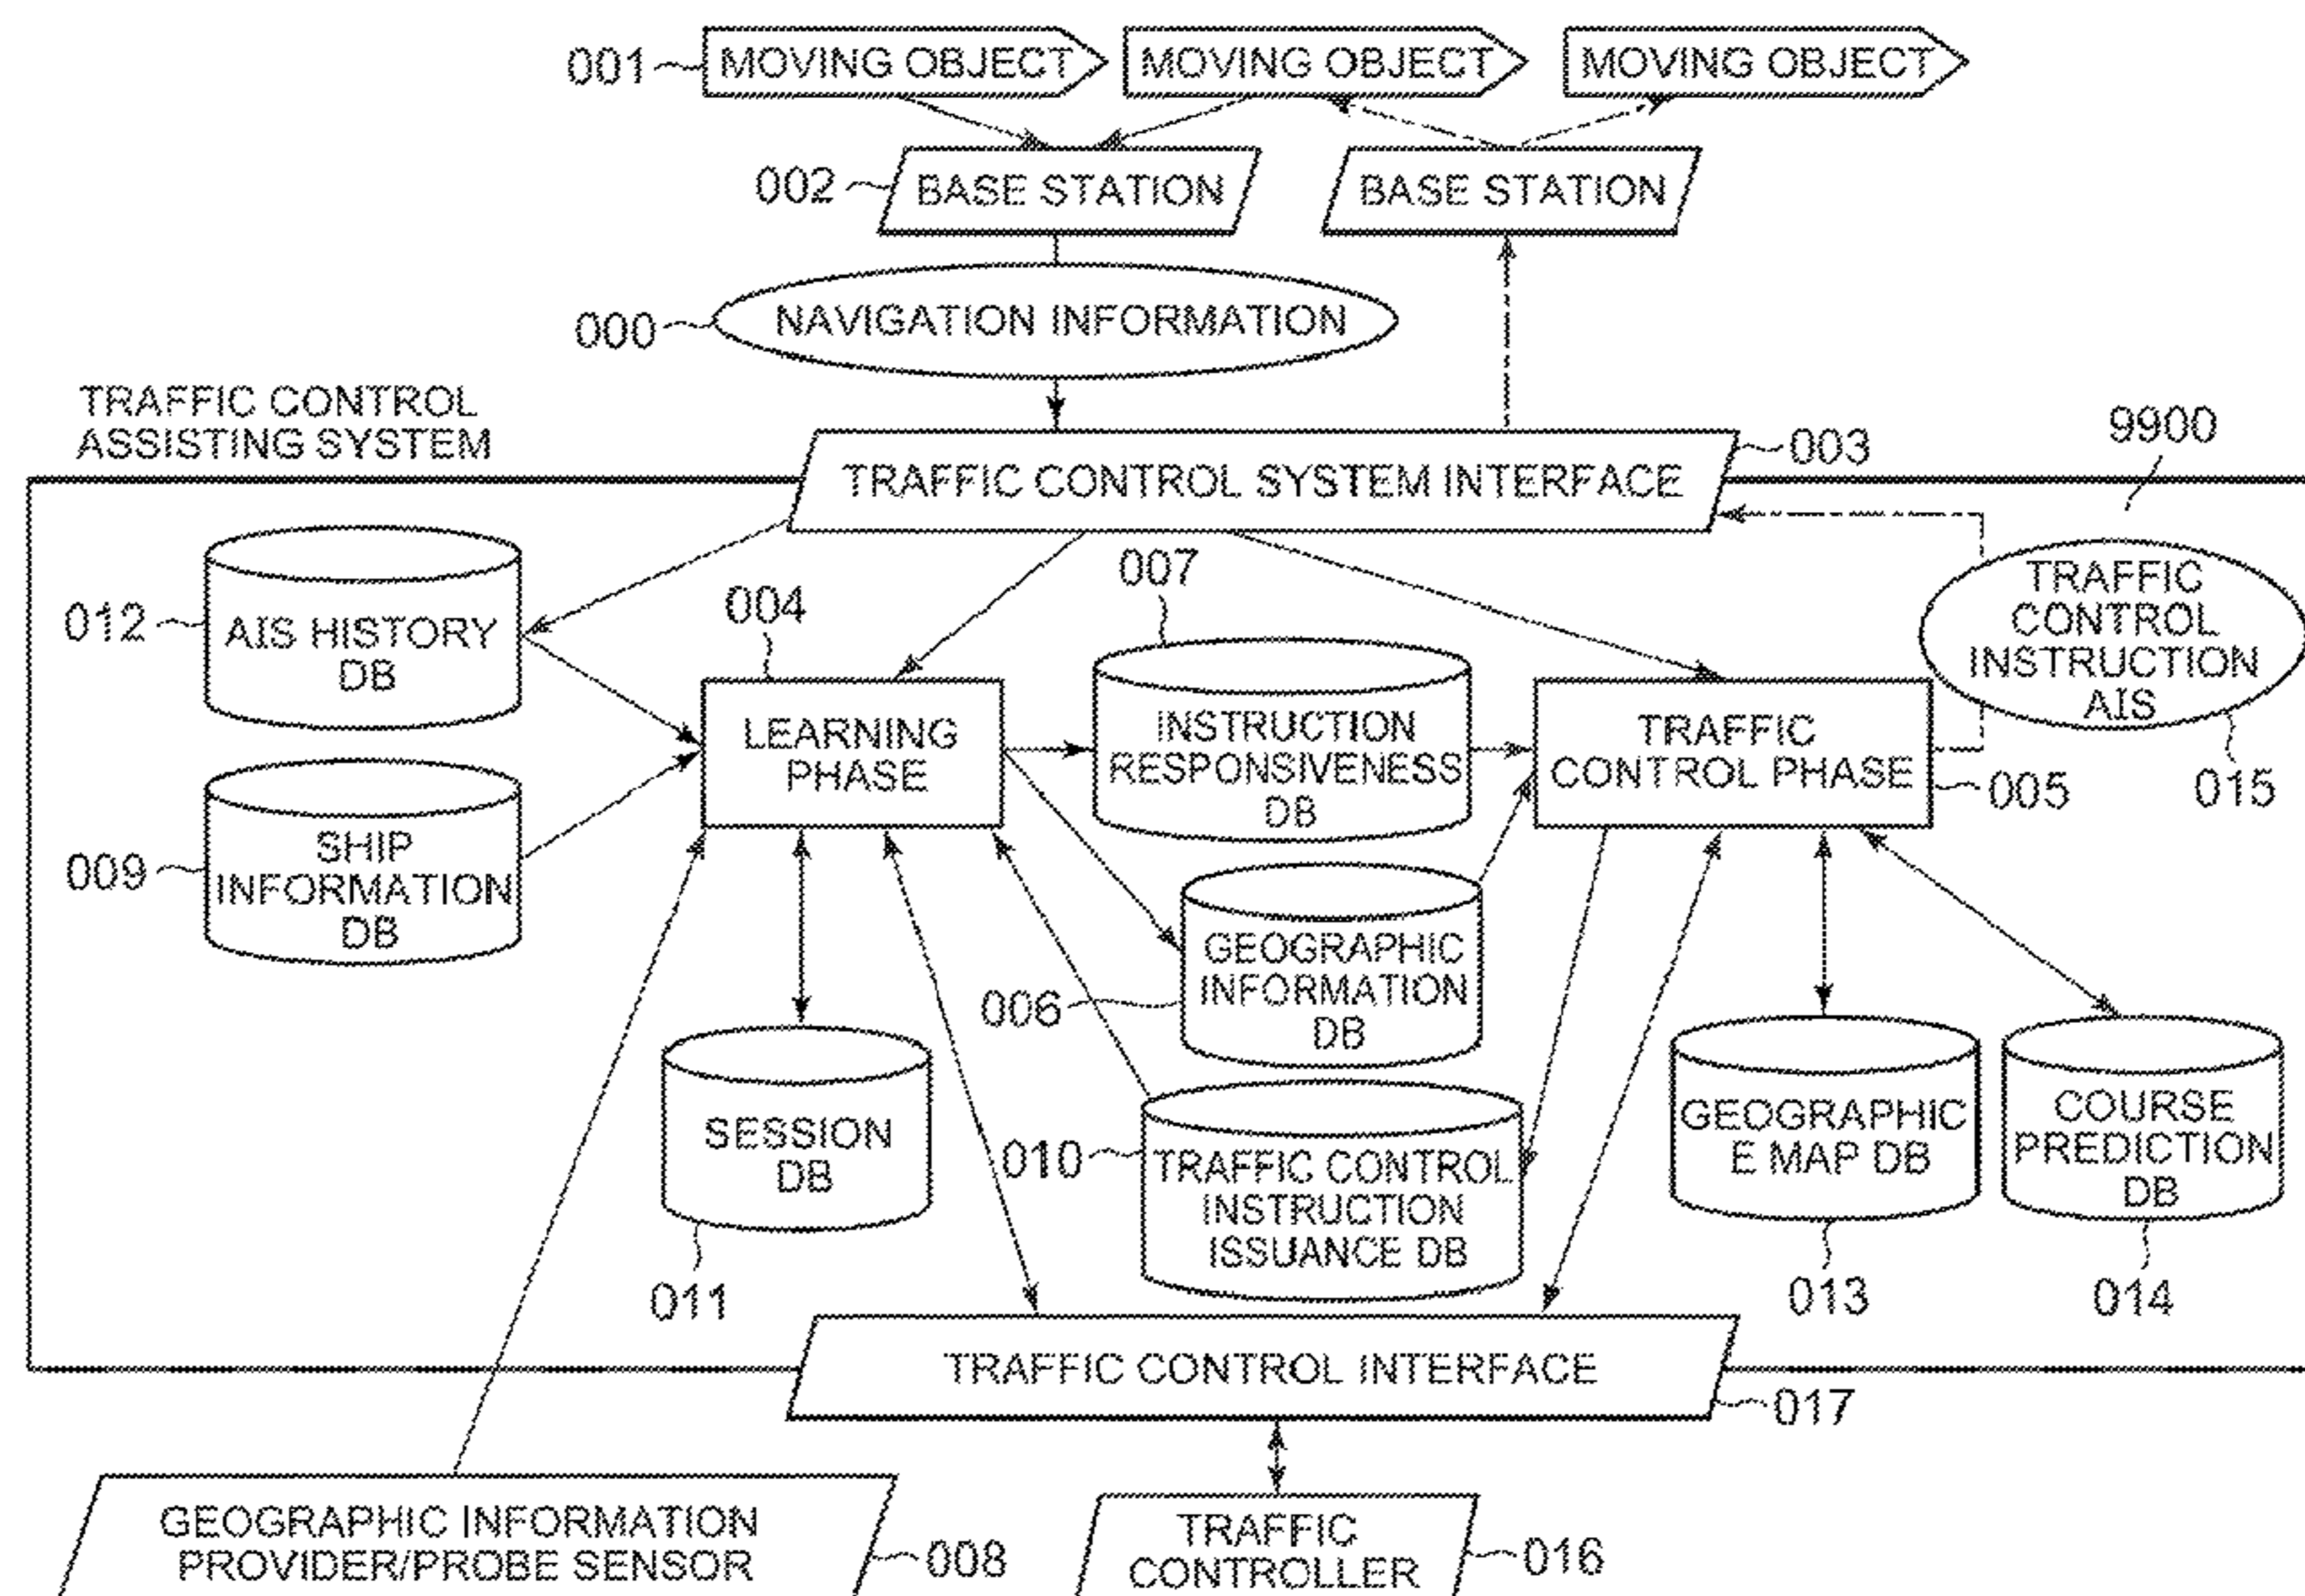 001
MOVING OBJECT
MOVING OBJECT
MOVING OBJECT
002
BASE STATION
BASE STATION
000
NAVIGATION INFORMATION
TRAFFIC CONTROL
ASSISTING SYSTEM
TRAFFIC CONTROL SYSTEM INTERFACE
003
9900
012
AIS HISTORY
DB
004
007
TRAFFIC
CONTROL
INSTRUCTION
AIS
015
LEARNING
PHASE
INSTRUCTION
RESPONSIVENESS
DB
TRAFFIC
CONTROL PHASE
005
009
SHIP
INFORMATION
DB
006
GEOGRAPHIC
INFORMATION
DB
SESSION
DB
011
010
TRAFFIC CONTROL
INSTRUCTION
ISSUANCE DB
GEOGRAPHIC
E MAP DB
013
COURSE
PREDICTION
DB
014
TRAFFIC CONTROL INTERFACE
017
GEOGRAPHIC INFORMATION
PROVIDER/PROBE SENSOR
008
TRAFFIC
CONTROLLER
016